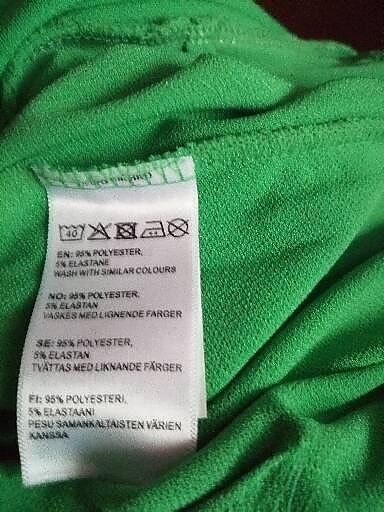 40
EN: 95% POLYESTER,
5% ELASTANE
WASH WITH SIMILAR COLOURS
NO: 95% POLYESTER,
5% ELASTAN
VASKES MED LIGNENDE FARGER
SE: 95% POLYESTER,
5% ELASTAN
TVÄTTAS MED LIKNANDE FÄRGER
FI: 95% POLYESTERI,
5% ELASTAANI
PESU SAMANKALTAISTEN VÄRIEN
KANSSA